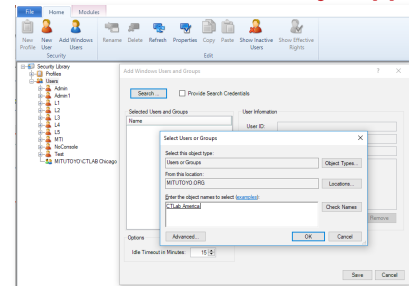 File Home Modules
New Profile New User Add Windows Users Rename Delete Refresh Properties Copy Paste Show Inactive Users Show Effective Rights
Security Edit
Security Library
Profiles
Users
Admin
Admin1
L1
L2
L3
L4
L5
MTI
NoConsole
Test
MITUTOYO\CTLAB Chicago
Add Windows Users and Groups ? ×
Search ... Provide Search Credentials
Selected Users and Groups User Information
Name
User ID:
Select Users or Groups ×
Select this object type:
Users or Groups Object Types...
From this location:
MITUTOYO.ORG Locations...
Enter the object names to select (examples):
CTLab America Check Names
Remove
Advanced... OK Cancel
Options
Idle Timeout in Minutes: 15
Save Cancel